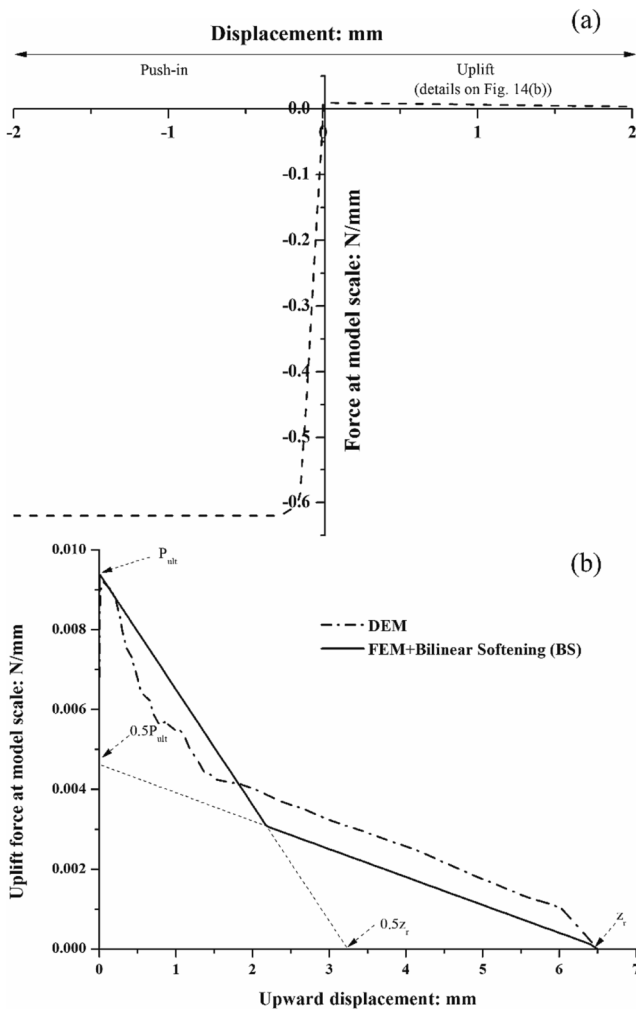 (a)
Displacement: mm
Push-in
Uplift
(details on Fig. 14(b))
0.0
-2
-1
0
1
2
-0.1
-0.2
-0.3
-0.4
-0.5
-0.6
Force at model scale: N/mm
(b)
0.010
P_ult
0.008
DEM
FEM+Bilinear Softening (BS)
0.006
0.5P_ult
0.004
0.002
0.5z_r
z_r
0.000
0
1
2
3
4
5
6
7
Uplift force at model scale: N/mm
Upward displacement: mm